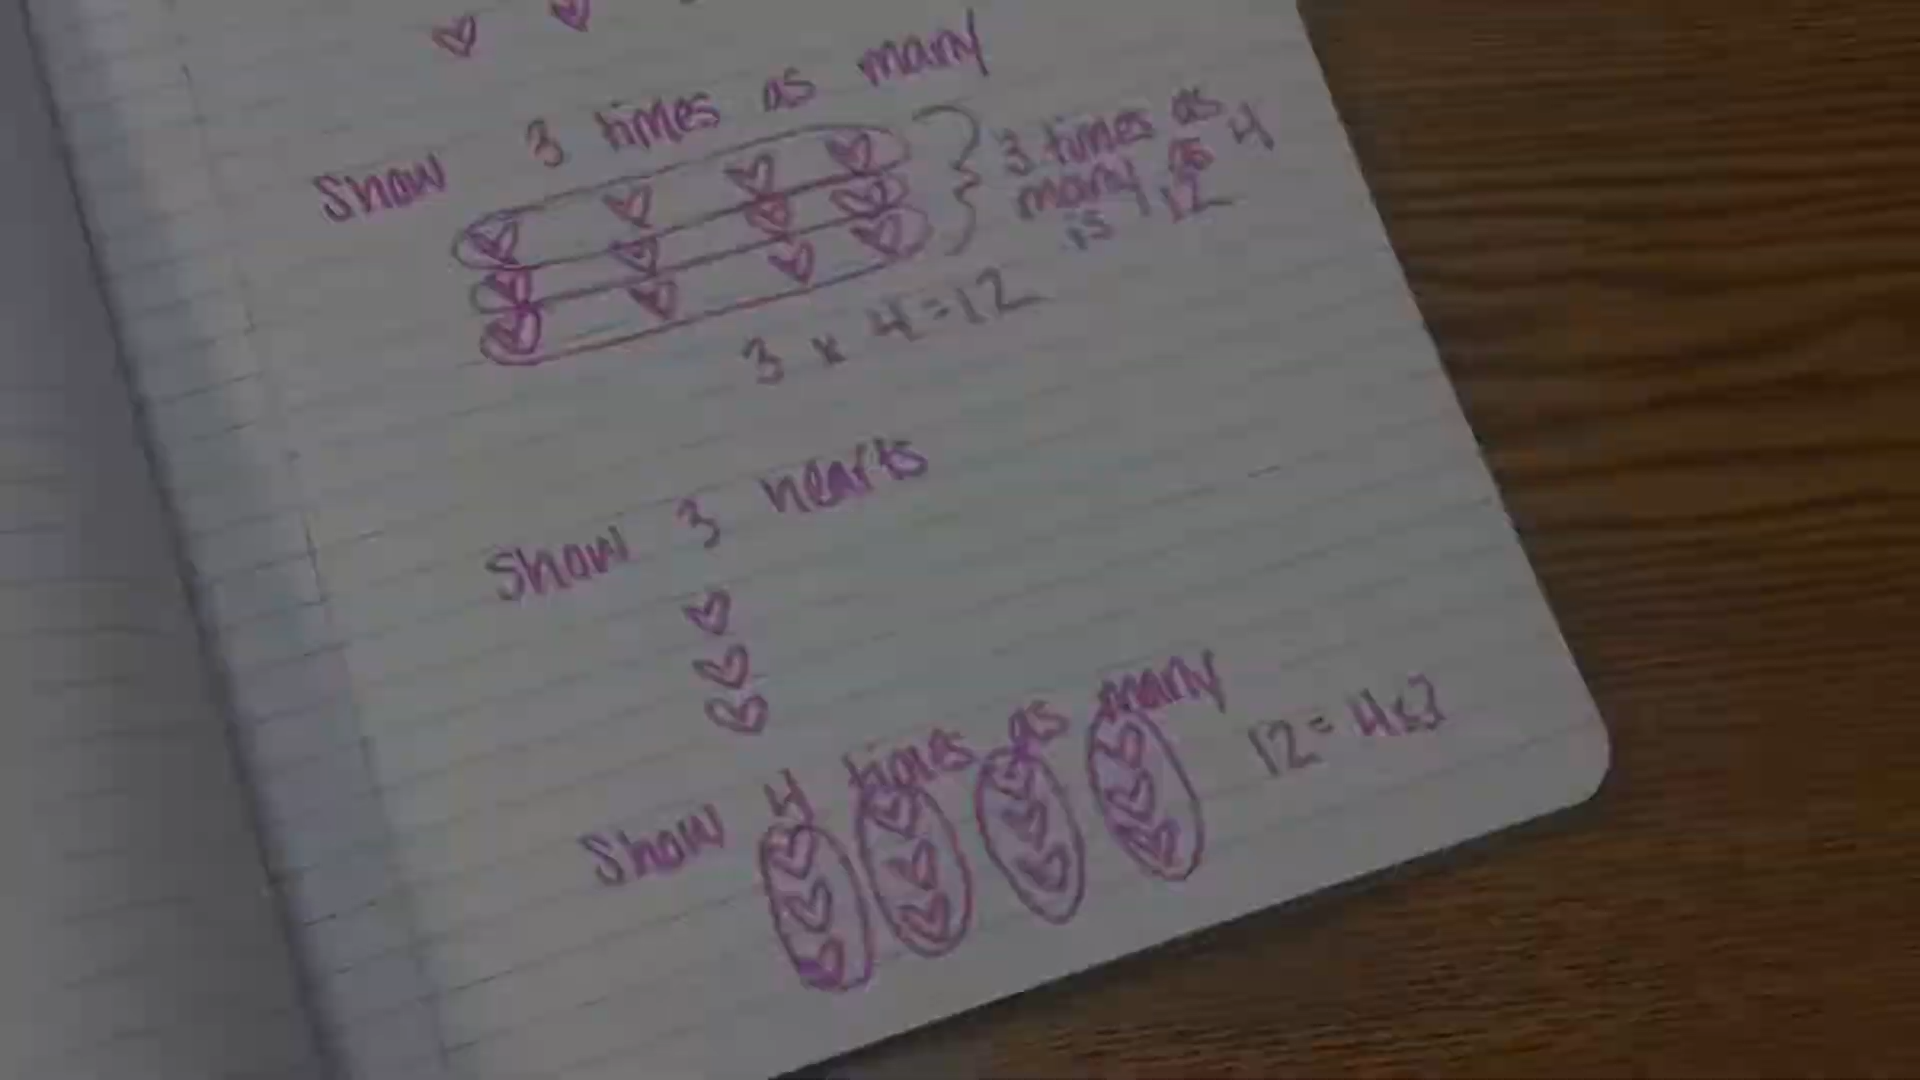 Show 3 times as many
3 times as
many as 4
is 12
3 x 4 = 12
Show 3 hearts
Show 4 times as many
12 = 4x3